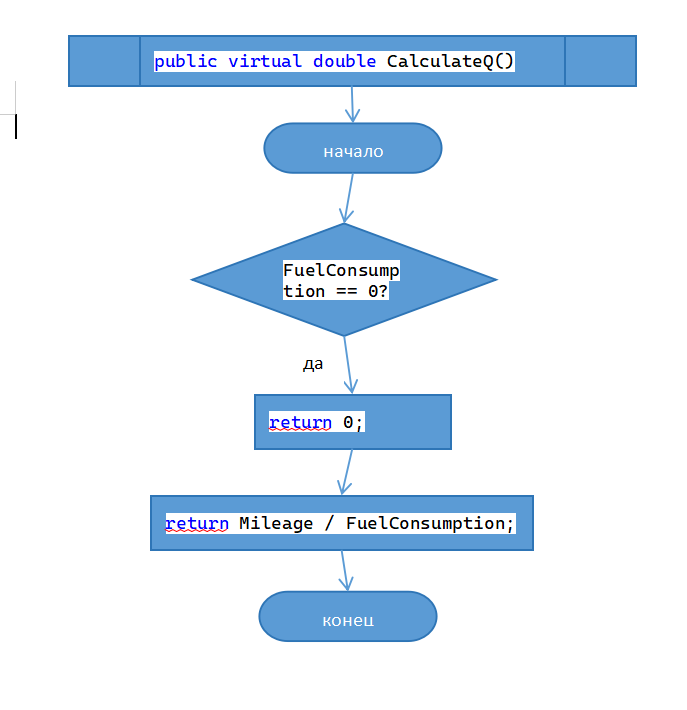 public virtual double CalculateQ()
начало
FuelConsump
tion == 0?
да
return 0;
return Mileage / FuelConsumption;
конец